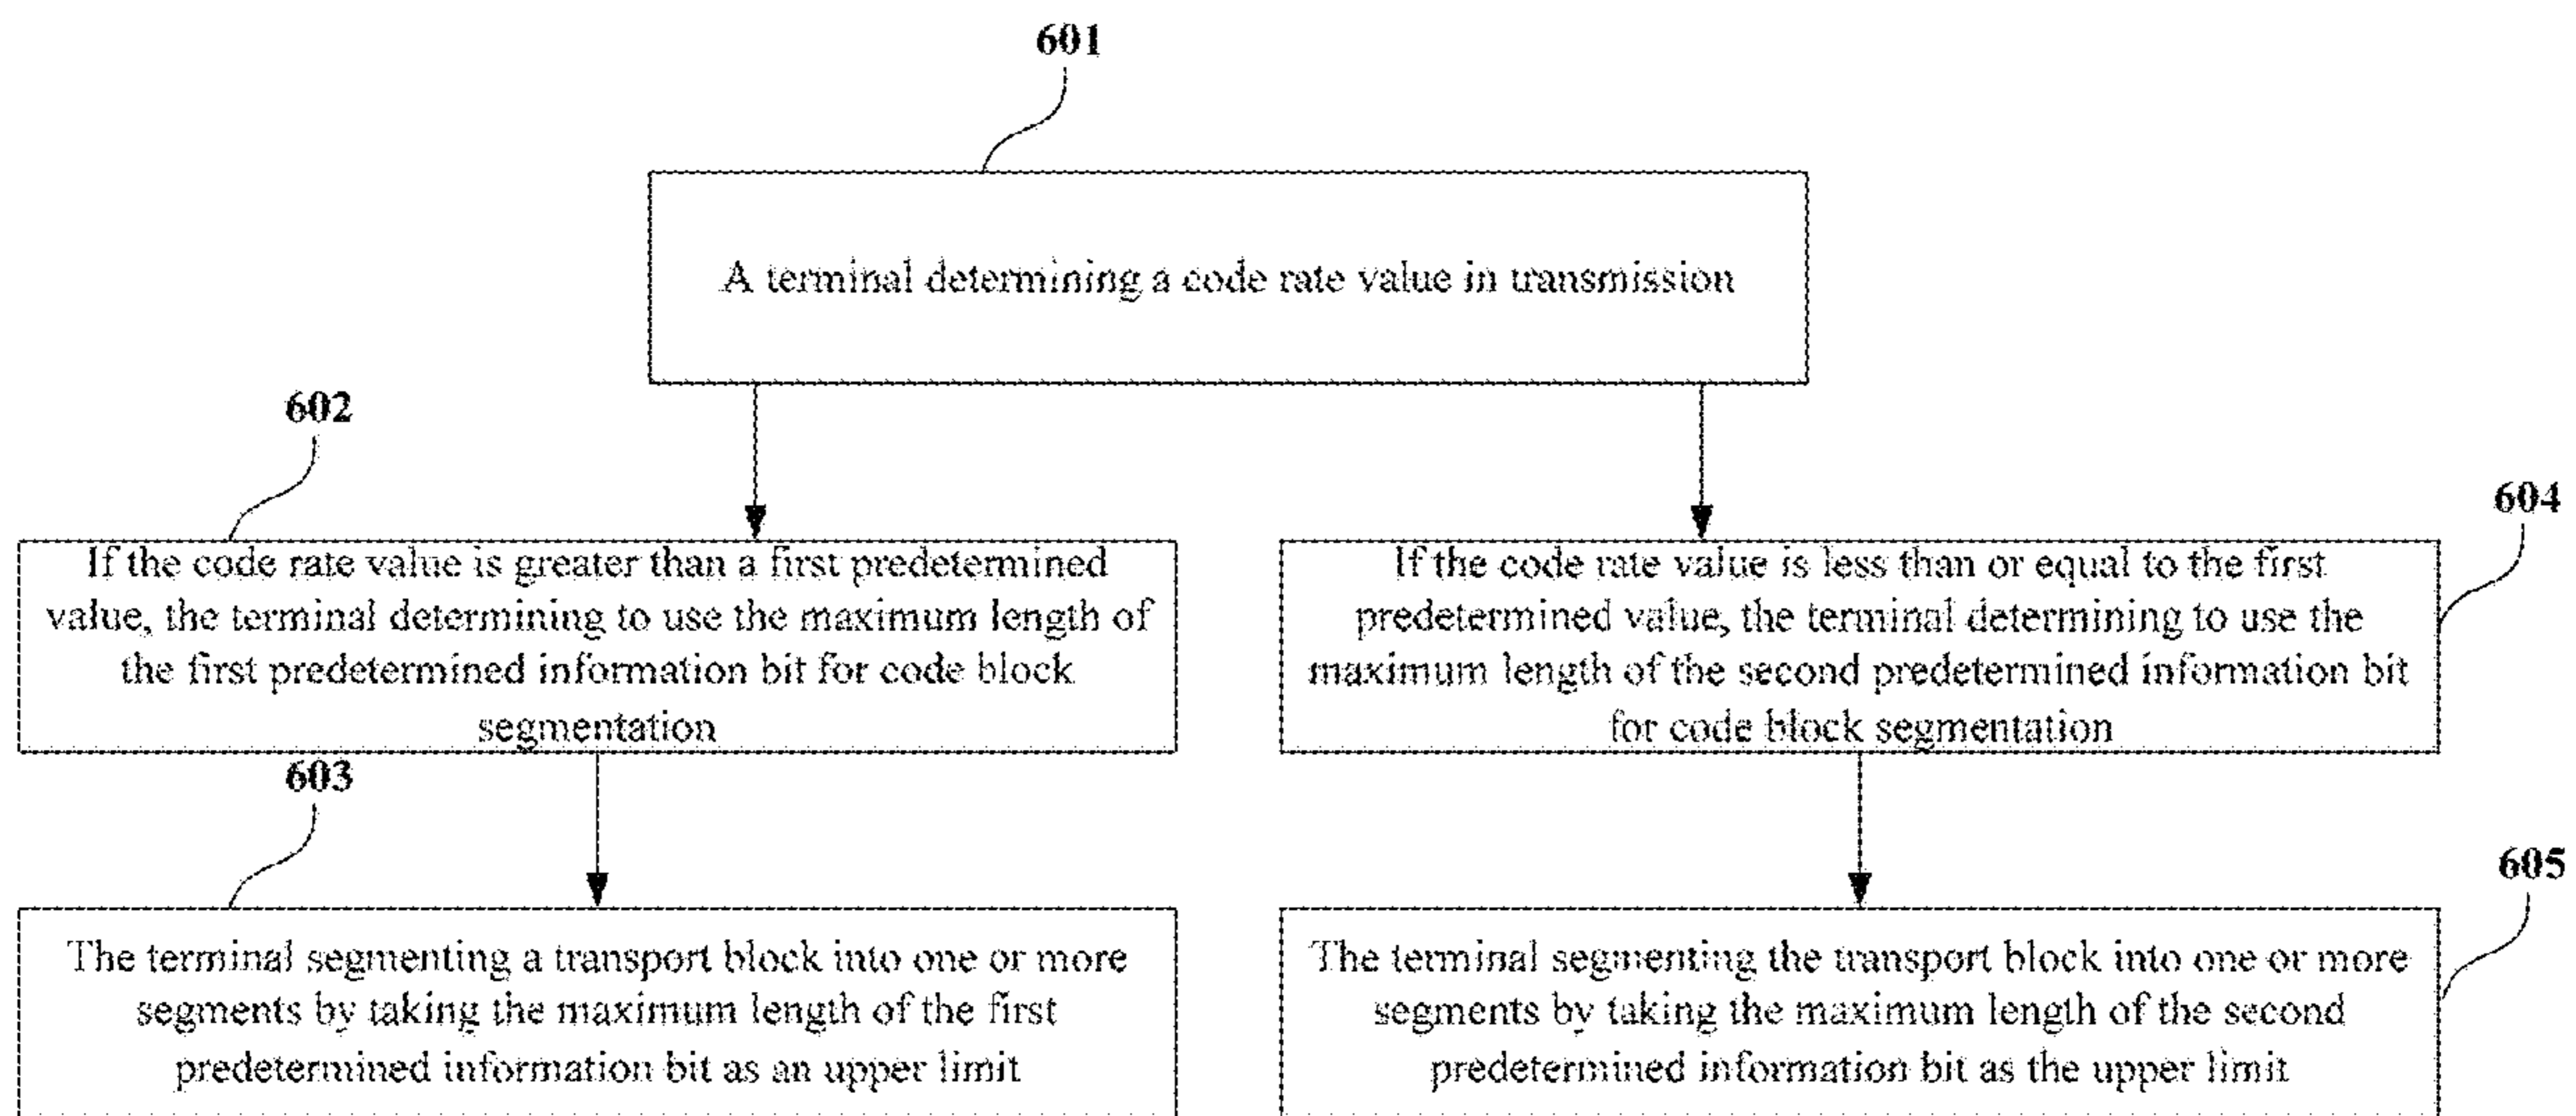 601
A terminal determining a code rate value in transmission
602
If the code rate value is greater than a first predetermined
value, the terminal determining to use the maximum length of
the first predetermined information bit for code block
segmentation
604
If the code rate value is less than or equal to the first
predetermined value, the terminal determining to use the
maximum length of the second predetermined information bit
for code block segmentation
603
The terminal segmenting a transport block into one or more
segments by taking the maximum length of the first
predetermined information bit as an upper limit
605
The terminal segmenting the transport block into one or more
segments by taking the maximum length of the second
predetermined information bit as the upper limit